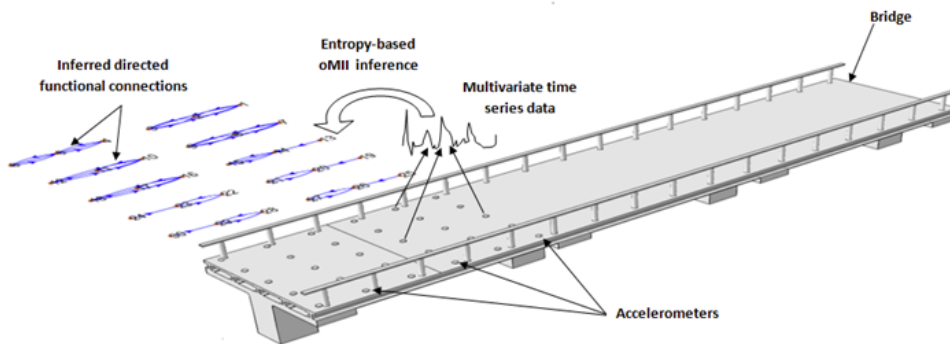 Bridge
Entropy-based
oMII inference
Inferred directed
functional connections
Multivariate time
series data
Accelerometers